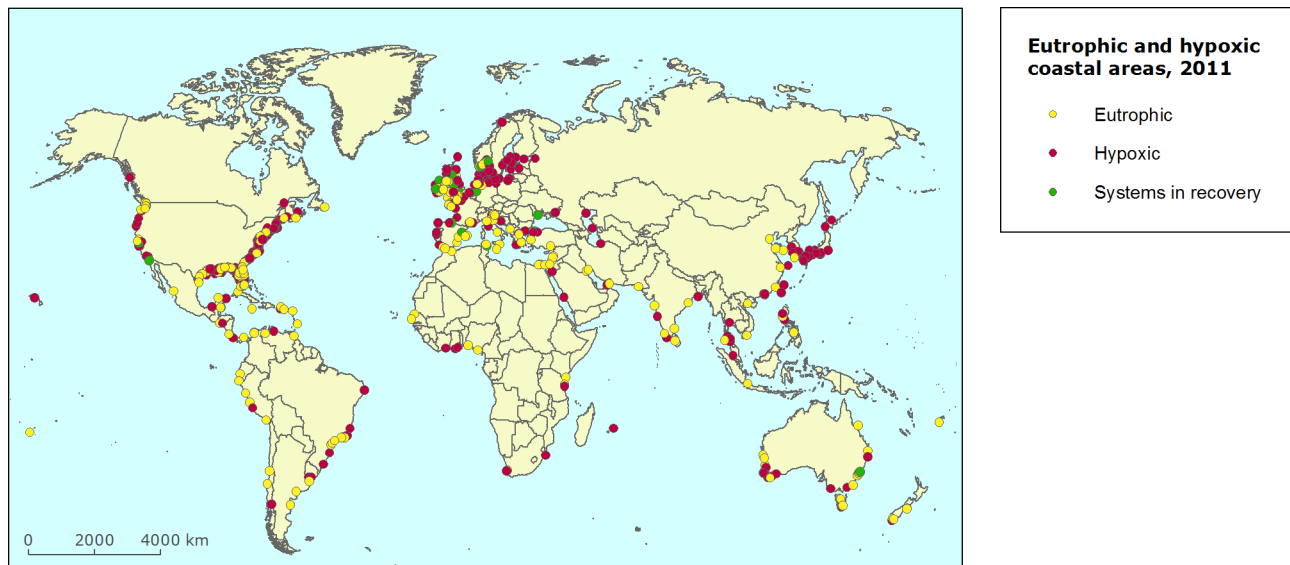 Eutrophic and hypoxic
coastal areas, 2011
Eutrophic
Hypoxic
Systems in recovery
0 2000 4000 km